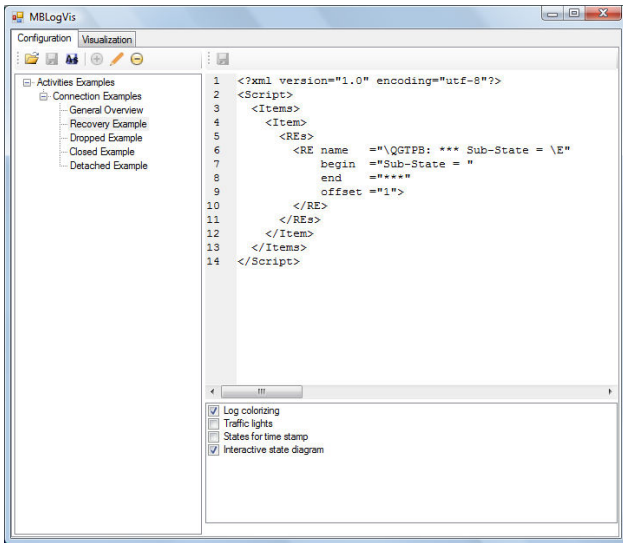 MBLogVis
Configuration Visualization
Activities Examples
Connection Examples
General Overview
Recovery Example
Dropped Example
Closed Example
Detached Example
1 <?xml version="1.0" encoding="utf-8"?>
2 <Script>
3 <Items>
4 <Item>
5 <REs>
6 <RE name ="\QGTPB: *** Sub-State = \E"
7 begin ="Sub-State = "
8 end ="***"
9 offset ="1">
10 </RE>
11 </REs>
12 </Item>
13 </Items>
14 </Script>
Log colorizing
Traffic lights
States for time stamp
Interactive state diagram